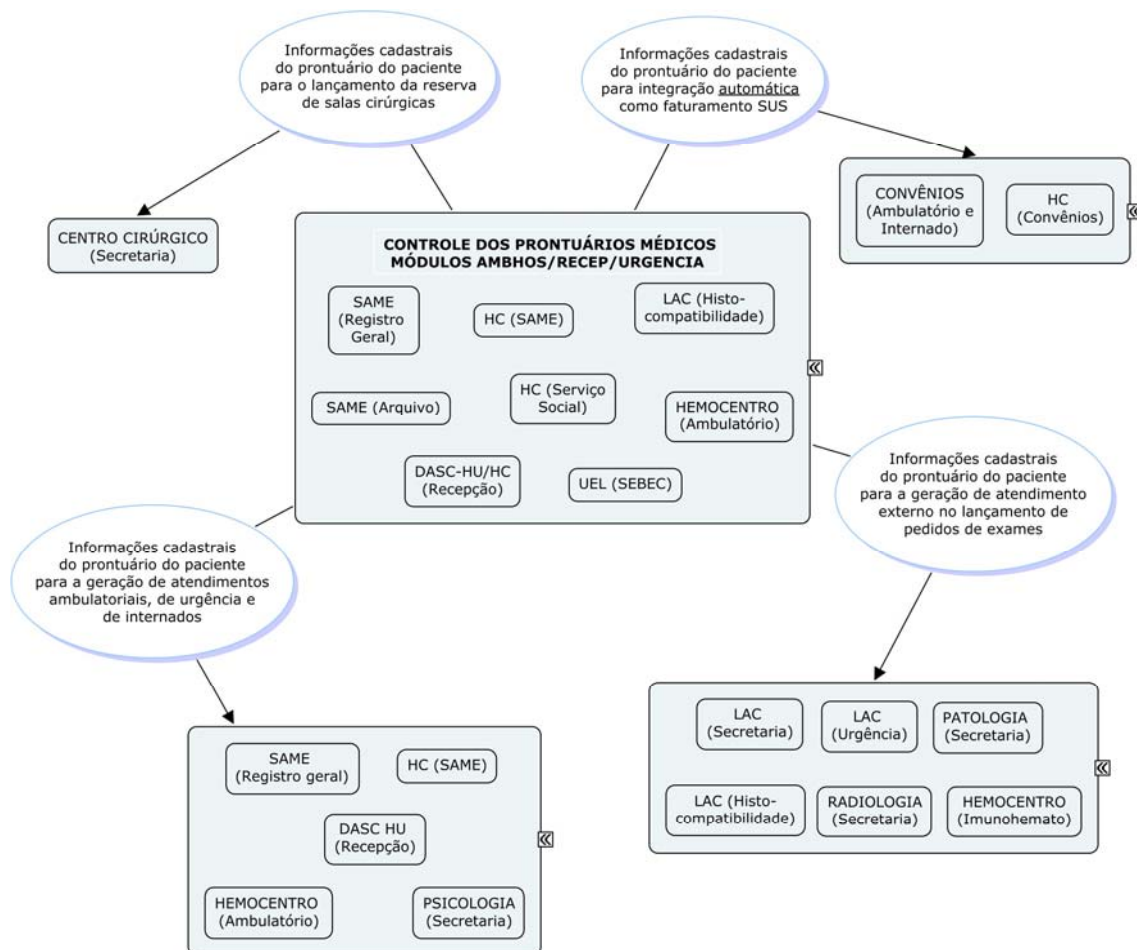 Informações cadastrais
do prontuário do paciente
para o lançamento da reserva
de salas cirúrgicas
Informações cadastrais
do prontuário do paciente
para integração automática
como faturamento SUS
CENTRO CIRÚRGICO
(Secretaria)
CONVÊNIOS
(Ambulatório e
Internado)
HC
(Convênios)
CONTROLE DOS PRONTUÁRIOS MÉDICOS
MÓDULOS AMBHOS/RECEP/URGENCIA
SAME
(Registro
Geral)
HC (SAME)
LAC (Histo-
compatibilidade)
SAME (Arquivo)
HC (Serviço
Social)
HEMOCENTRO
(Ambulatório)
DASC-HU/HC
(Recepção)
UEL (SEBEC)
Informações cadastrais
do prontuário do paciente
para a geração de atendimento
externo no lançamento de
pedidos de exames
Informações cadastrais
do prontuário do paciente
para a geração de atendimentos
ambulatoriais, de urgência e
de internados
LAC
(Secretaria)
LAC
(Urgência)
PATOLOGIA
(Secretaria)
LAC (Histo-
compatibilidade)
RADIOLOGIA
(Secretaria)
HEMOCENTRO
(Imunohemato)
SAME
(Registro geral)
HC (SAME)
DASC HU
(Recepção)
HEMOCENTRO
(Ambulatório)
PSICOLOGIA
(Secretaria)